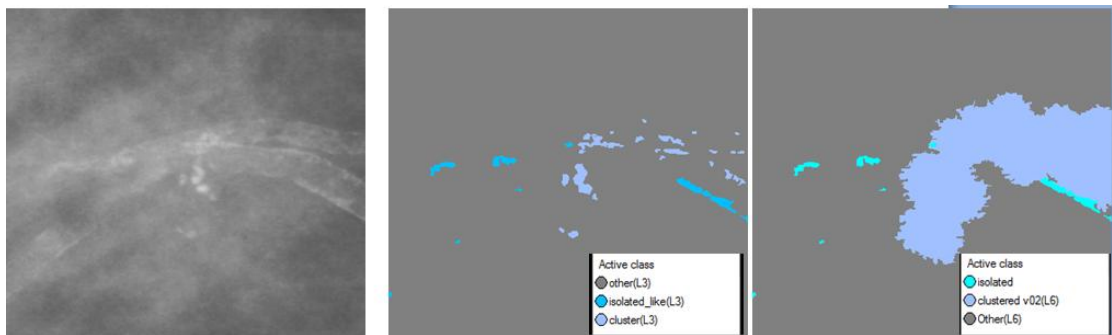 Active class
other(L3)
isolated_like(L3)
cluster(L3)
Active class
isolated
clustered v02(L6)
Other(L6)